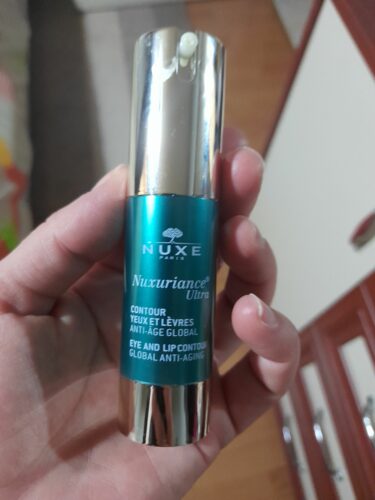 NUXE
PARIS
Nuxuriance®
Ultra
CONTOUR
YEUX ET LÈVRES
ANTI-ÂGE GLOBAL
EYE AND LIP CONTOUR
GLOBAL ANTI-AGING